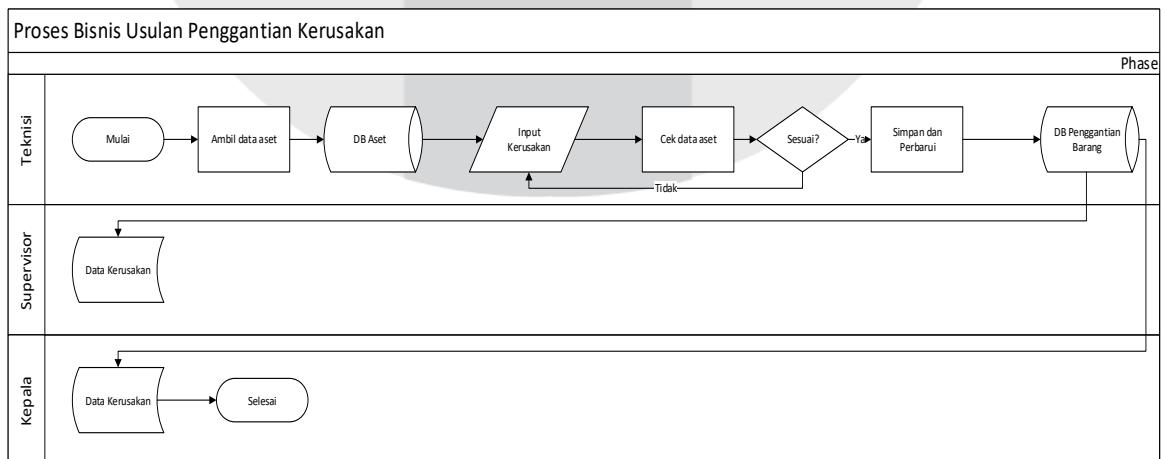 Proses Bisnis Usulan Penggantian Kerusakan
Phase
Teknisi
Mulai
Ambil data aset
DB Aset
Input
Kerusakan
Cek data aset
Sesuai?
Ya
Simpan dan
Perbarui
DB Penggantian
Barang
Tidak
Supervisor
Data Kerusakan
Kepala
Data Kerusakan
Selesai